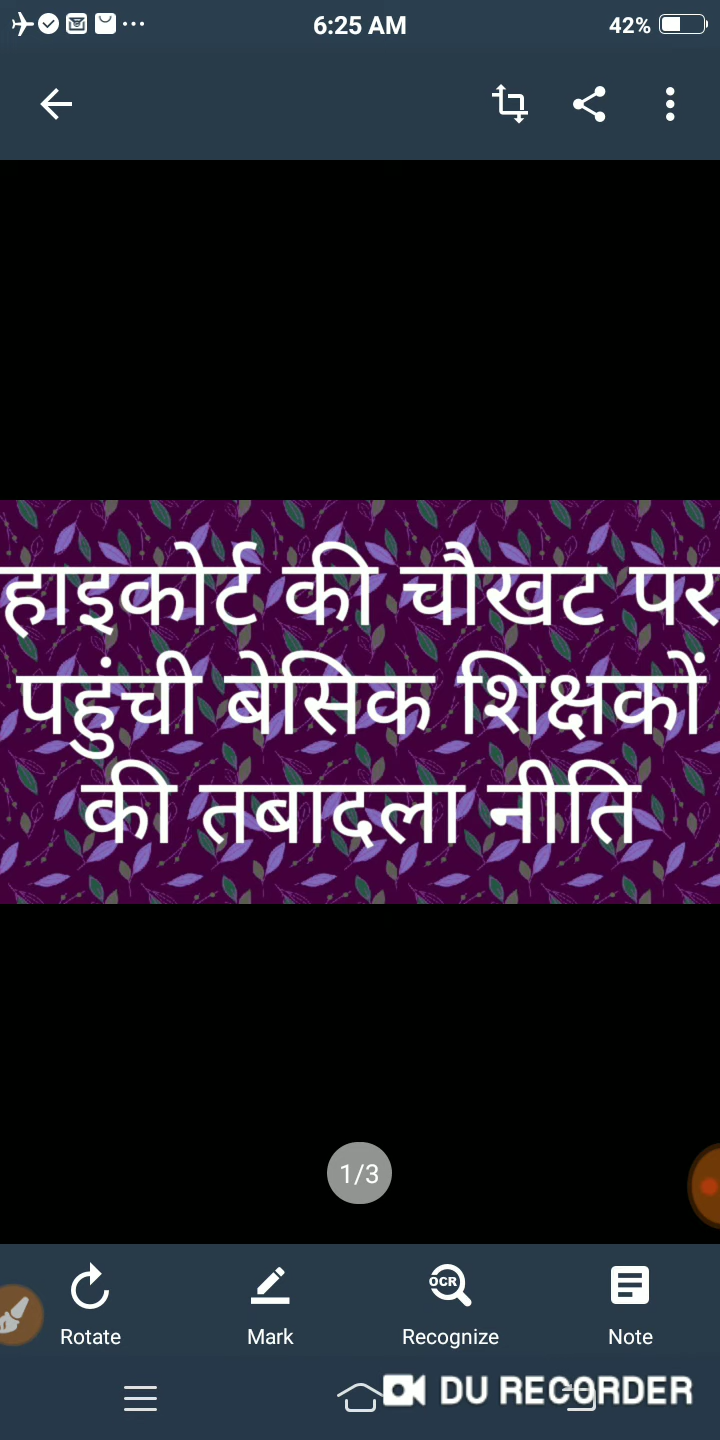 6:25 AM
42%
हाइकोर्ट की चौखट पर
पहुंची बेसिक शिक्षकों
की तबादला नीति
1/3
OCR
Rotate
Mark
Recognize
Note
DU RECORDER